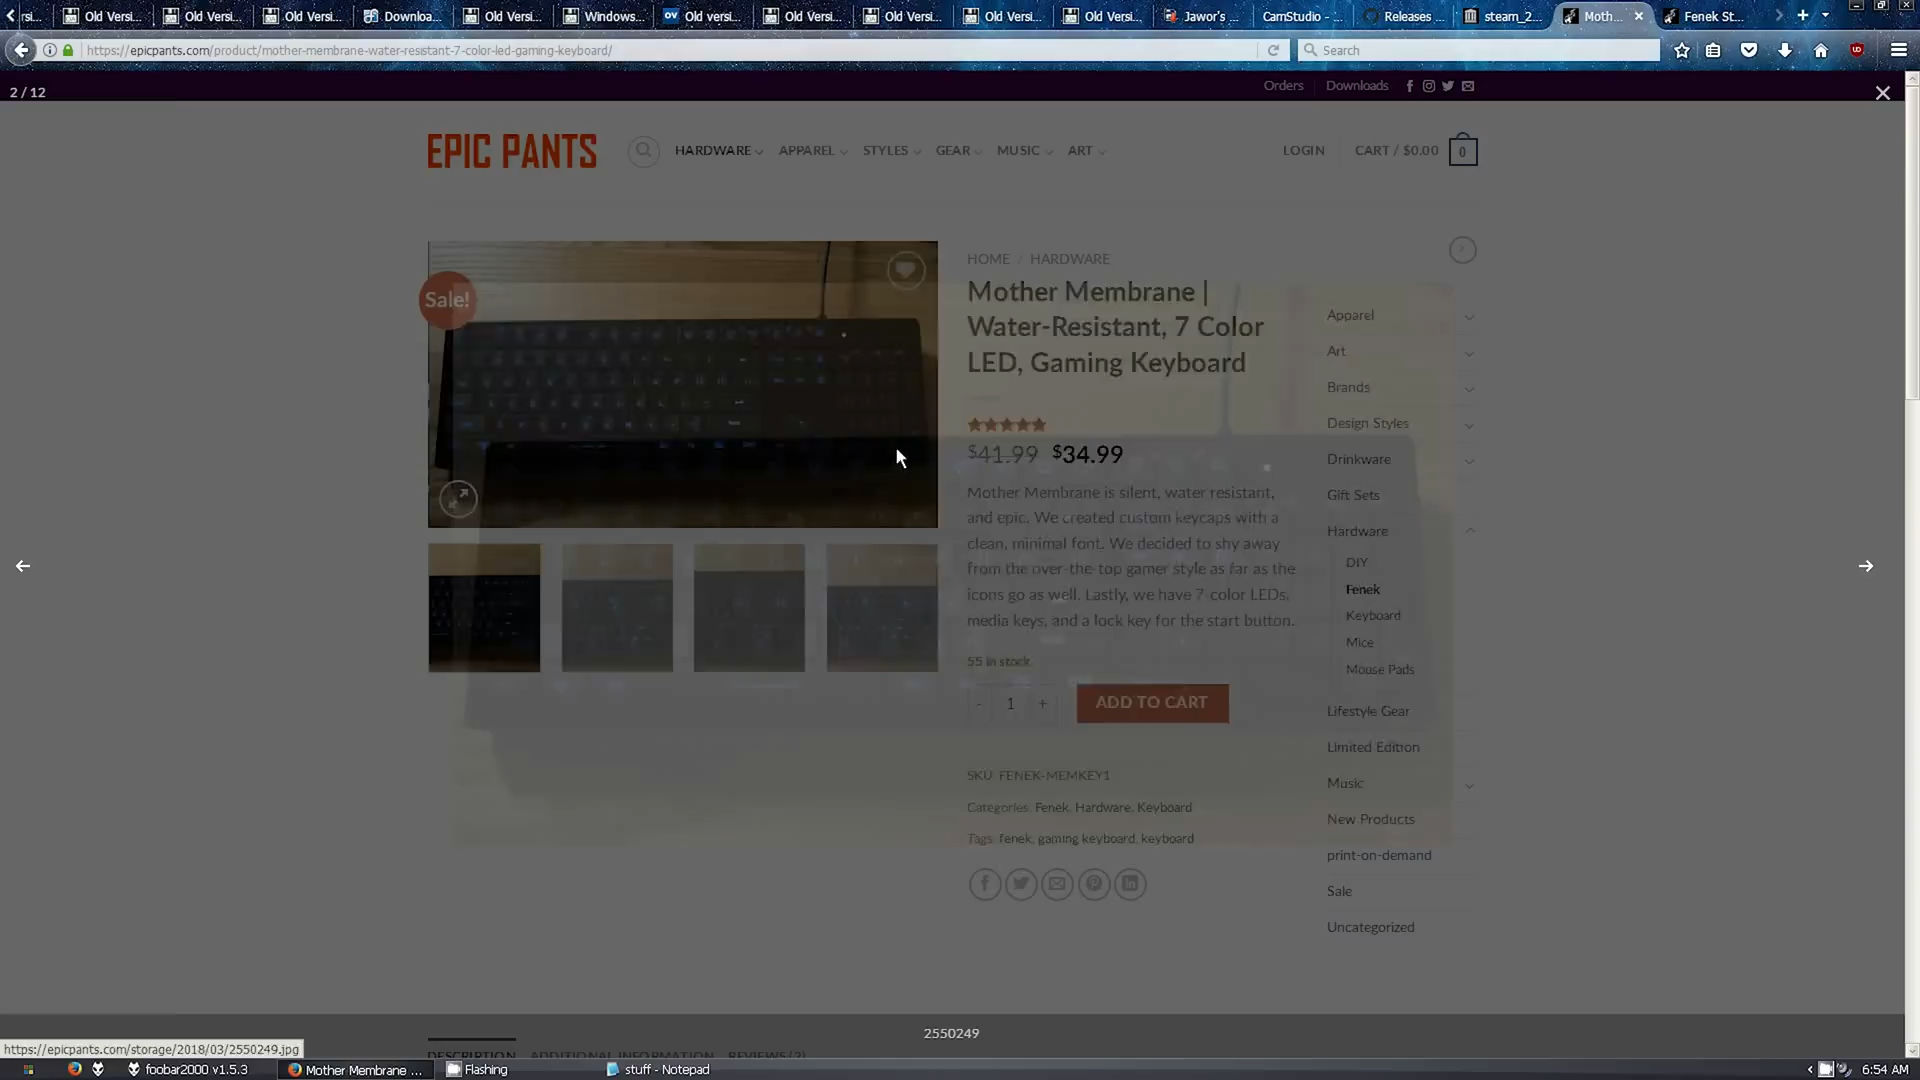 rsi...
Old Versi...
Old Versi...
Old Versi...
Downloa...
Old Versi...
Windows...
Old versi...
Old Versi...
Old Versi...
Old Versi...
Old Versi...
Jawor's ...
CamStudio - ...
Releases ...
steam_2...
Moth...
Fenek St...
https://epicpants.com/product/mother-membrane-water-resistant-7-color-led-gaming-keyboard/
Search
2 / 12
Orders
Downloads
EPIC PANTS
HARDWARE
APPAREL
STYLES
GEAR
MUSIC
ART
LOGIN
CART / $0.00
0
Sale!
HOME / HARDWARE
Mother Membrane |
Water-Resistant, 7 Color
LED, Gaming Keyboard
$41.99 $34.99
Mother Membrane is silent, water resistant,
and epic. We created custom keycaps with a
clean, minimal font. We decided to shy away
from the over-the-top gamer style as far as the
icons go as well. Lastly, we have 7-color LEDs,
media keys, and a lock key for the start button.
55 in stock
- 1 +
ADD TO CART
SKU: FENEK-MEMKEY1
Categories: Fenek, Hardware, Keyboard
Tags: fenek, gaming keyboard, keyboard
Apparel
Art
Brands
Design Styles
Drinkware
Gift Sets
Hardware
DIY
Fenek
Keyboard
Mice
Mouse Pads
Lifestyle Gear
Limited Edition
Music
New Products
print-on-demand
Sale
Uncategorized
2550249
DESCRIPTION
ADDITIONAL INFORMATION
REVIEWS (2)
https://epicpants.com/storage/2018/03/2550249.jpg
foobar2000 v1.5.3
Mother Membrane ...
Flashing
stuff - Notepad
6:54 AM